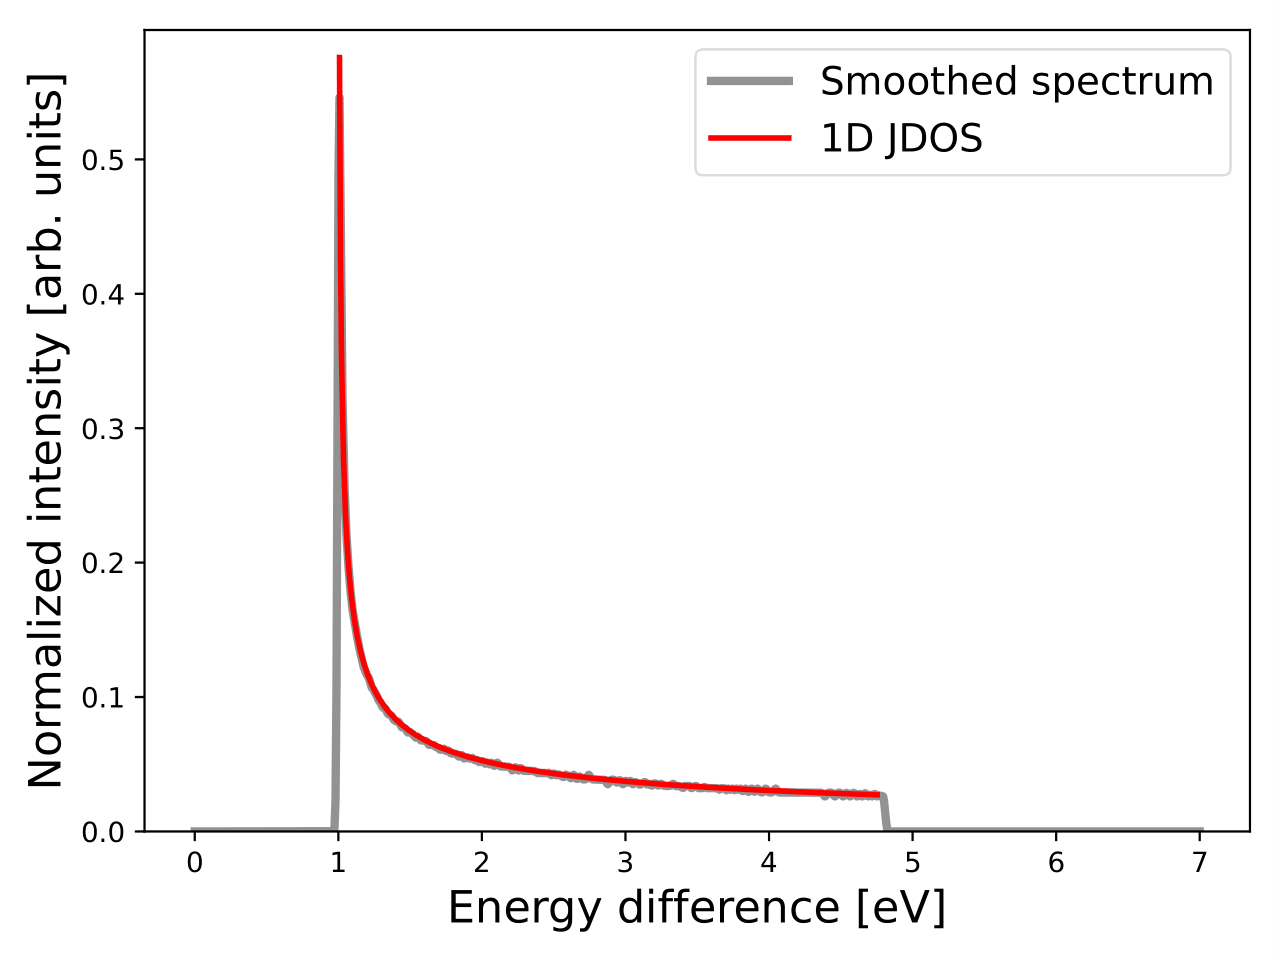 Smoothed spectrum
1D JDOS
Normalized intensity [arb. units]
0.5
0.4
0.3
0.2
0.1
0.0
0 1 2 3 4 5 6 7
Energy difference [eV]